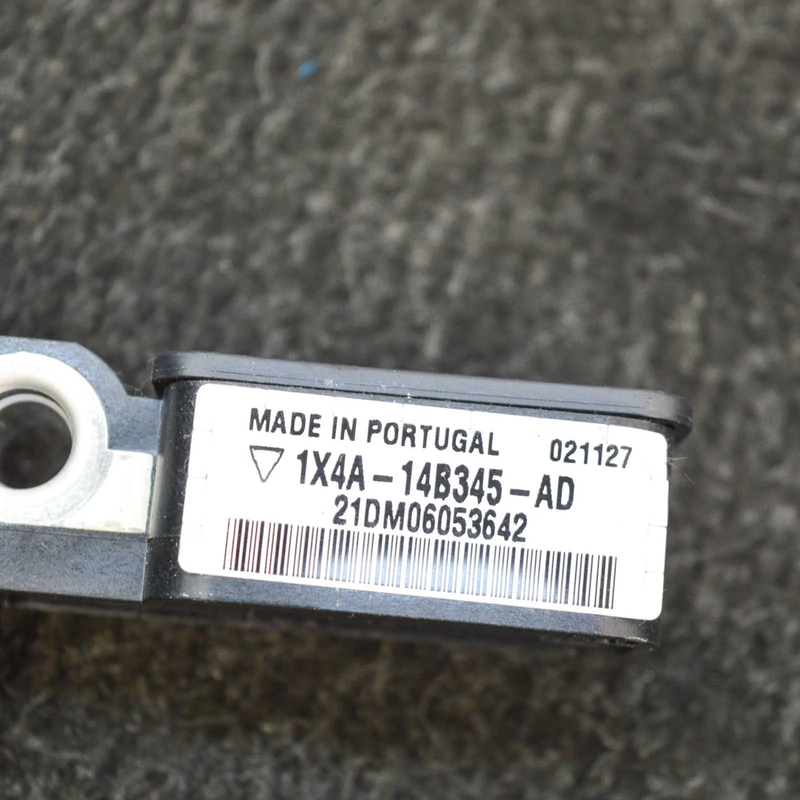 MADE IN PORTUGAL 021127
1X4A-14B345-AD
21DM06053642